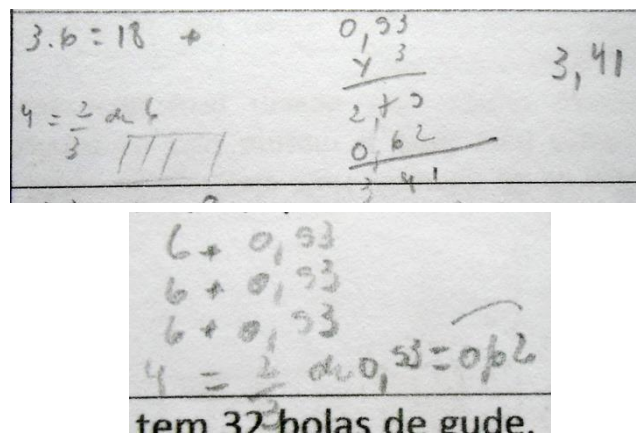 3.6 = 18 +
4 = 2/3 de 6
0,93
x 3
2,79
0,62
3 41
3,41
6 + 0,93
6 + 0,93
6 + 0,93
4 = 2/3 de 0,93 = 0,62
tem 32 bolas de gude.